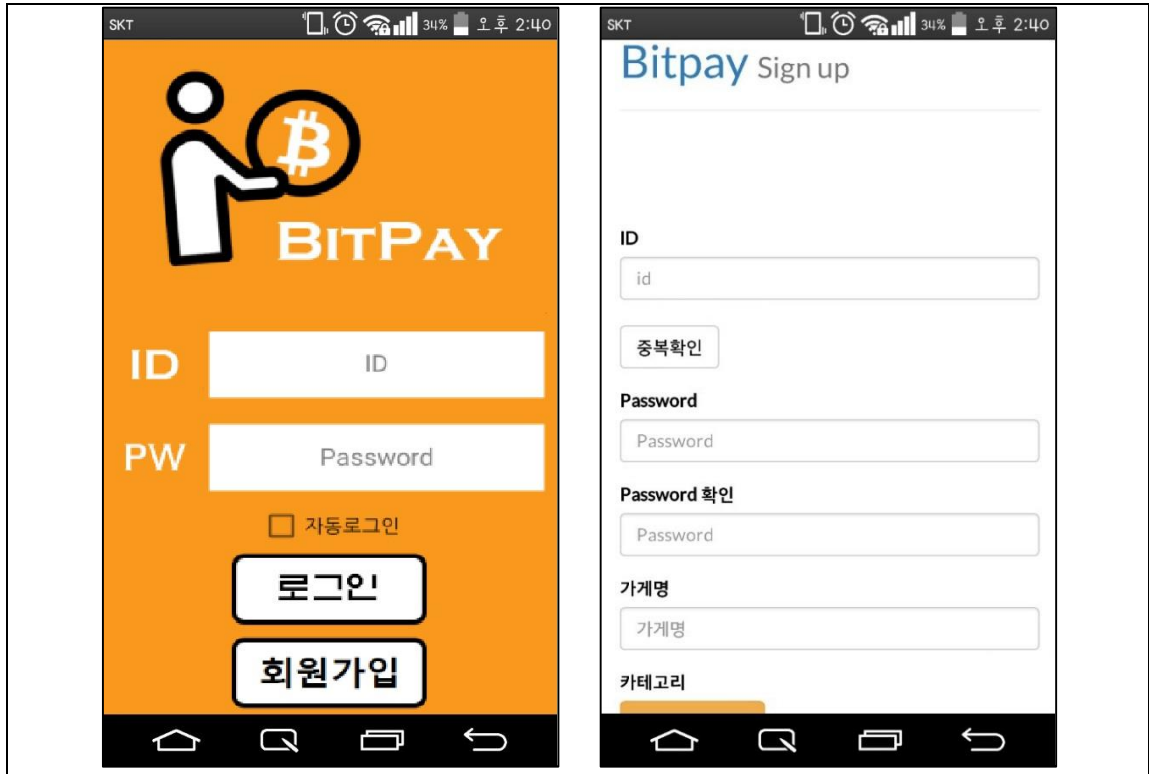 SKT 34% 오후 2:40
BITPAY
ID ID
PW Password
자동로그인
로그인
회원가입
SKT 34% 오후 2:40
Bitpay Sign up
ID
id
중복확인
Password
Password
Password 확인
Password
가게명
가게명
카테고리